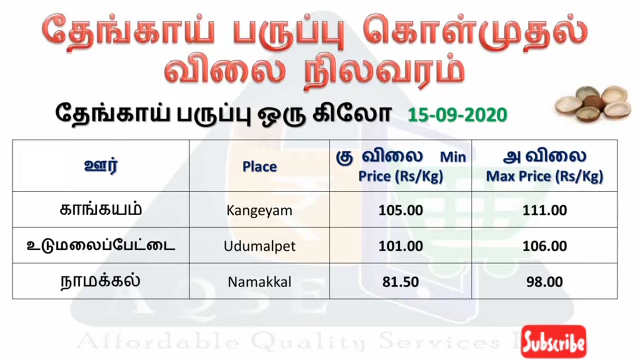 தேங்காய் பருப்பு கொள்முதல்
விலை நிலவரம்
தேங்காய் பருப்பு ஒரு கிலோ 15-09-2020
ஊர் Place கு விலை Min Price (Rs/Kg) அ விலை Max Price (Rs/Kg)
காங்கயம் Kangeyam 105.00 111.00
உடுமலைப்பேட்டை Udumalpet 101.00 106.00
நாமக்கல் Namakkal 81.50 98.00
AQSE
Affordable Quality Services
Subscribe